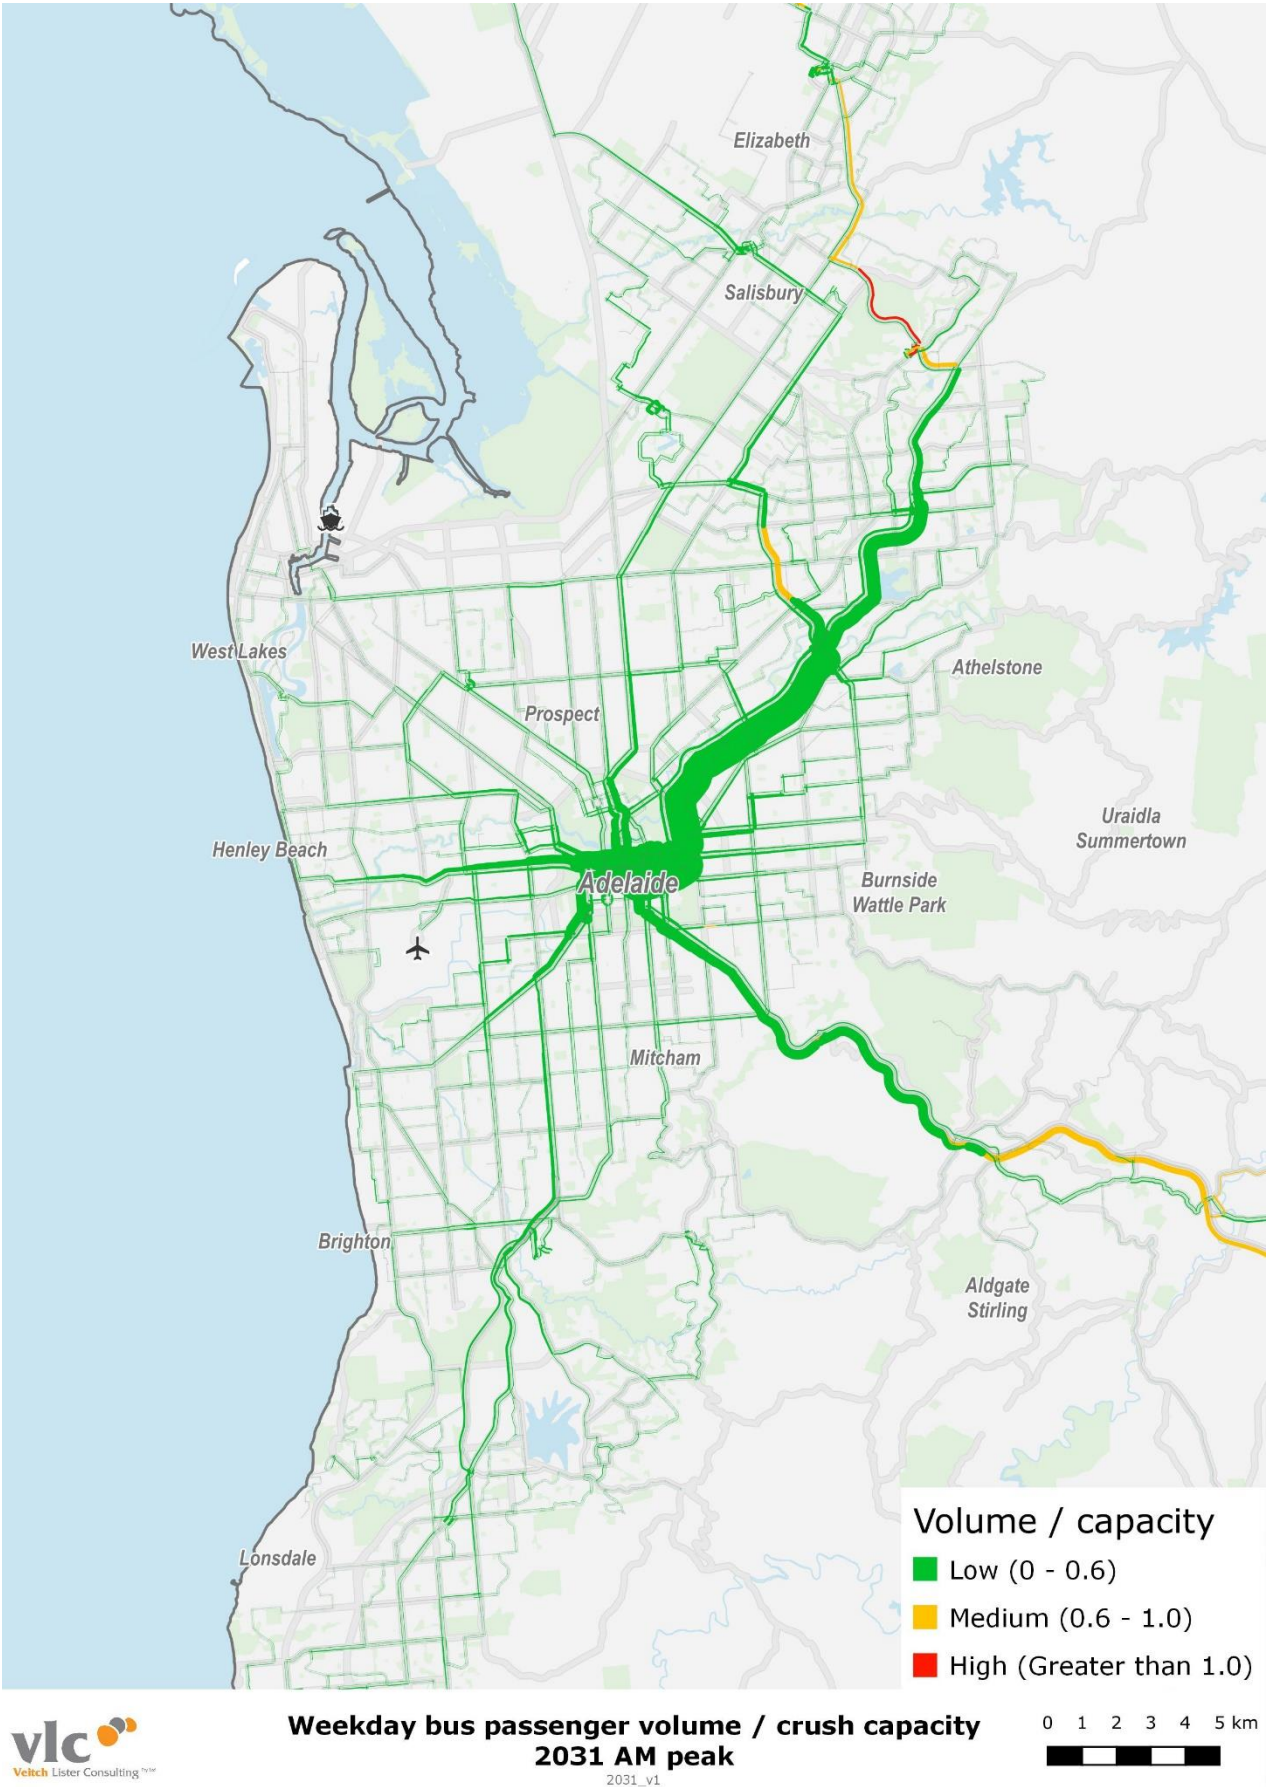 Elizabeth
Salisbury
West Lakes
Athelstone
Prospect
Uraidla
Summertown
Henley Beach
Adelaide
Burnside
Wattle Park
Mitcham
Brighton
Aldgate
Stirling
Lonsdale
Volume / capacity
Low (0 - 0.6)
Medium (0.6 - 1.0)
High (Greater than 1.0)
vlc
Veitch Lister Consulting
Weekday bus passenger volume / crush capacity
2031 AM peak
2031_v1
0 1 2 3 4 5 km